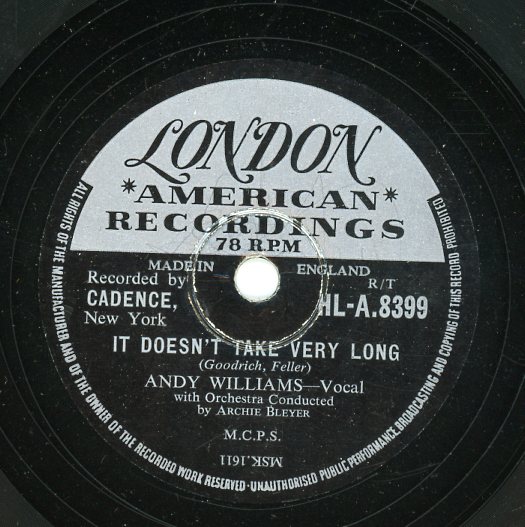 LONDON
*AMERICAN*
RECORDINGS
78 RPM
MADE IN ENGLAND
Recorded by R/T
CADENCE, HL-A.8399
New York
IT DOESN'T TAKE VERY LONG
(Goodrich, Feller)
ANDY WILLIAMS—Vocal
with Orchestra Conducted
by ARCHIE BLEYER
M.C.P.S.
MSK.1611
ALL RIGHTS OF THE MANUFACTURER AND OF THE OWNER OF THE RECORDED WORK RESERVED·UNAUTHORISED PUBLIC PERFORMANCE BROADCASTING AND COPYING OF THIS RECORD PROHIBITED